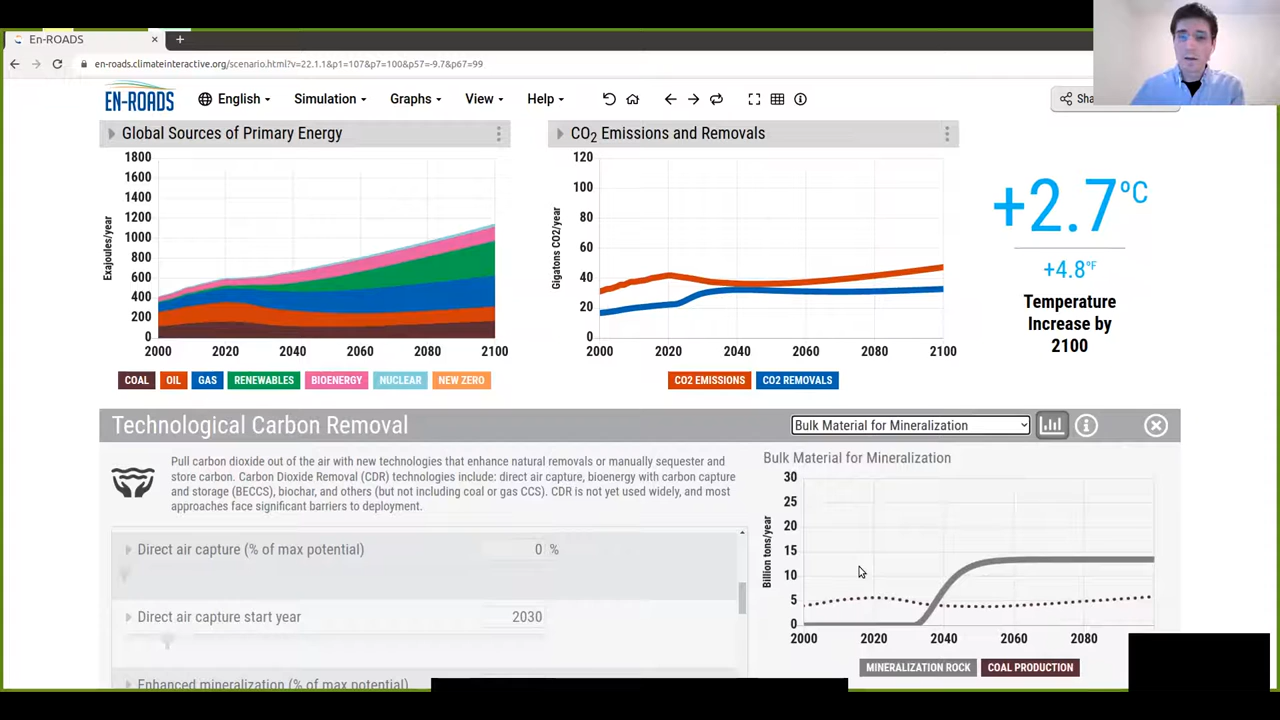 En-ROADS
en-roads.climateinteractive.org/scenario.html?v=22.1.1&p1=107&p7=100&p57=-9.7&p67=99
EN-ROADS English Simulation Graphs View Help
Global Sources of Primary Energy
1800
1600
1400
1200
1000
800
600
400
200
0
Exajoules/year
2000 2020 2040 2060 2080 2100
COAL OIL GAS RENEWABLES BIOENERGY NUCLEAR NEW ZERO
CO2 Emissions and Removals
120
100
80
60
40
20
0
Gigatons CO2/year
2000 2020 2040 2060 2080 2100
CO2 EMISSIONS CO2 REMOVALS
+2.7°C
+4.8°F
Temperature
Increase by
2100
Technological Carbon Removal
Bulk Material for Mineralization
Pull carbon dioxide out of the air with new technologies that enhance natural removals or manually sequester and
store carbon. Carbon Dioxide Removal (CDR) technologies include: direct air capture, bioenergy with carbon capture
and storage (BECCS), biochar, and others (but not including coal or gas CCS). CDR is not yet used widely, and most
approaches face significant barriers to deployment.
Direct air capture (% of max potential) 0 %
Direct air capture start year 2030
Enhanced mineralization (% of max potential)
Bulk Material for Mineralization
30
25
20
15
10
5
0
Billion tons/year
2000 2020 2040 2060 2080
MINERALIZATION ROCK COAL PRODUCTION